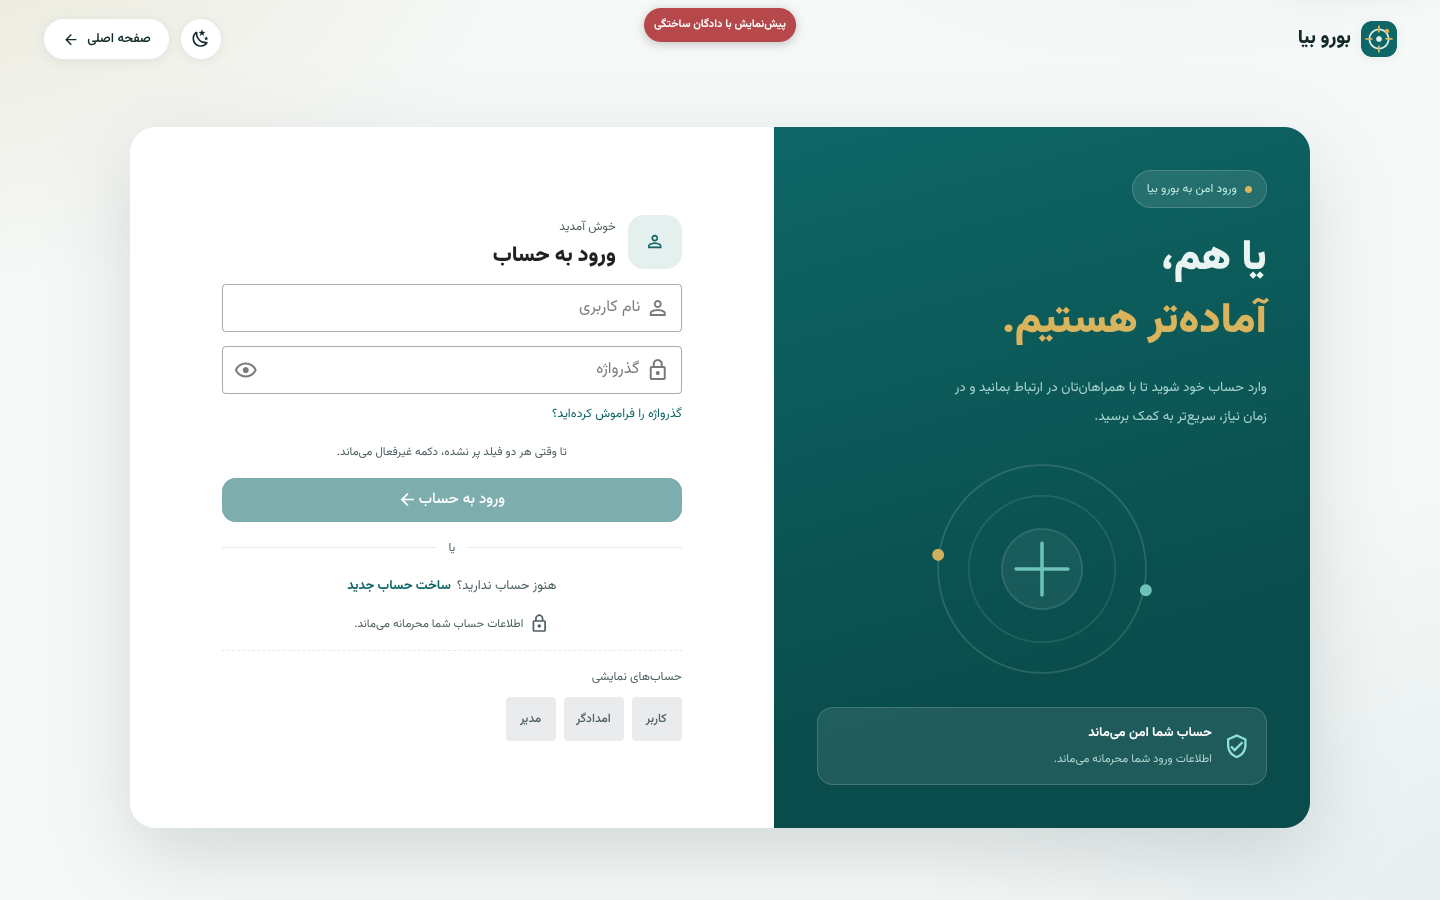 بورو بیا
پیش‌نمایش با دادگان ساختگی
صفحه اصلی
ورود امن به بورو بیا
یا هم،
آماده‌تر هستیم.
وارد حساب خود شوید تا با همراهان‌تان در ارتباط بمانید و در
زمان نیاز، سریع‌تر به کمک برسید.
حساب شما امن می‌ماند
اطلاعات ورود شما محرمانه می‌ماند.
خوش آمدید
ورود به حساب
نام کاربری
گذرواژه
گذرواژه را فراموش کرده‌اید؟
تا وقتی هر دو فیلد پر نشده، دکمه غیرفعال می‌ماند.
ورود به حساب
یا
هنوز حساب ندارید؟ ساخت حساب جدید
اطلاعات حساب شما محرمانه می‌ماند.
حساب‌های نمایشی
کاربر
امدادگر
مدیر